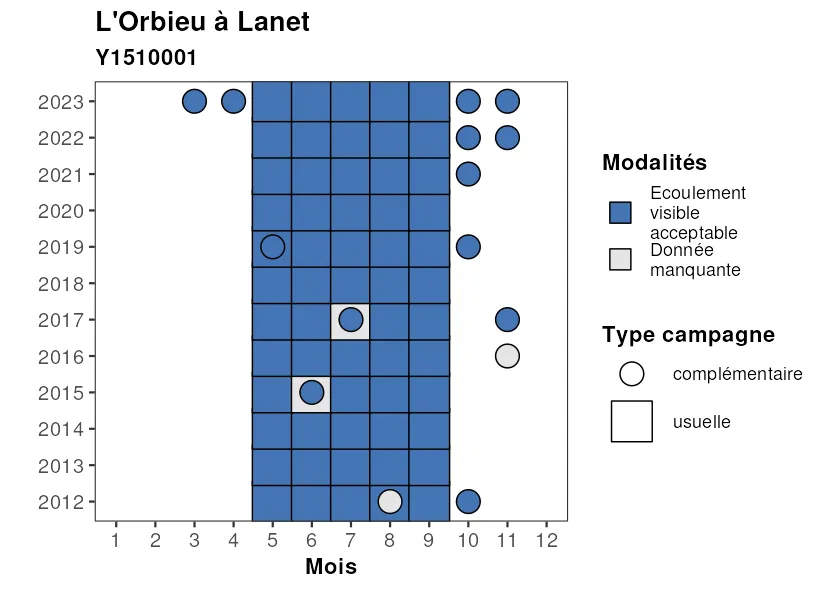 L'Orbieu à Lanet
Y1510001
2023
2022
2021
2020
2019
2018
2017
2016
2015
2014
2013
2012
1 2 3 4 5 6 7 8 9 10 11 12
Mois
Modalités
Ecoulement
visible
acceptable
Donnée
manquante
Type campagne
complémentaire
usuelle